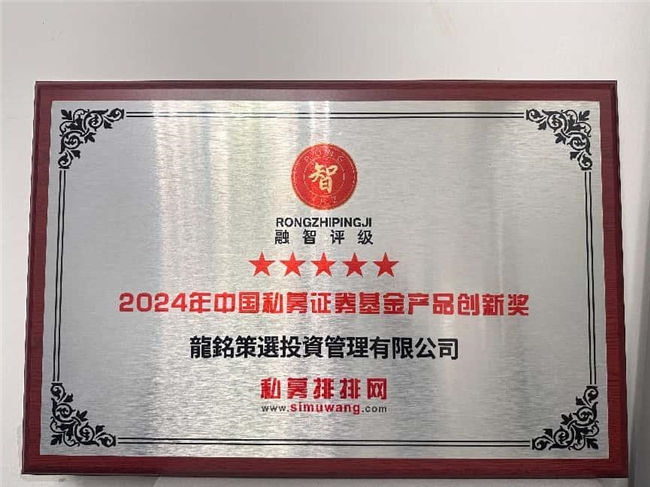 智
RONGZHIPINGJI
融智评级
2024年中国私募证券基金产品创新奖
龍銘策選投資管理有限公司
私募排排网
www.simuwang.com